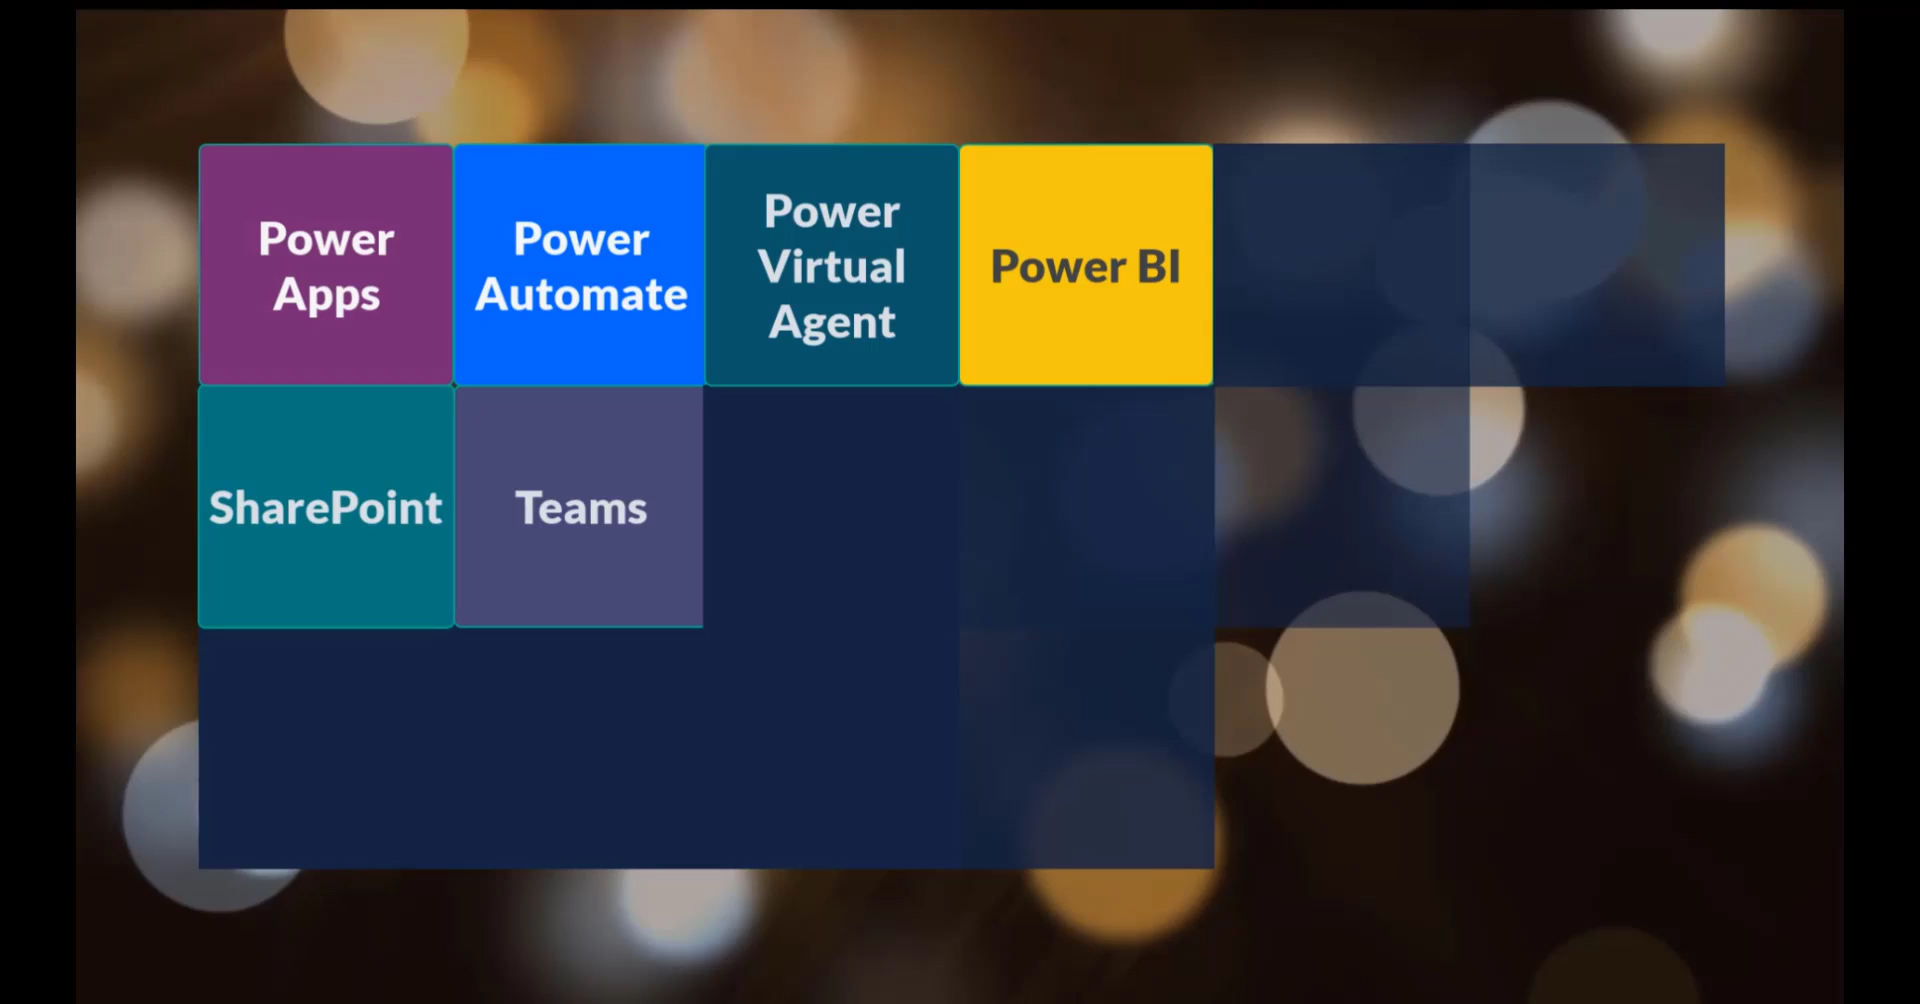 Power
Apps
Power
Automate
Power
Virtual
Agent
Power BI
SharePoint
Teams